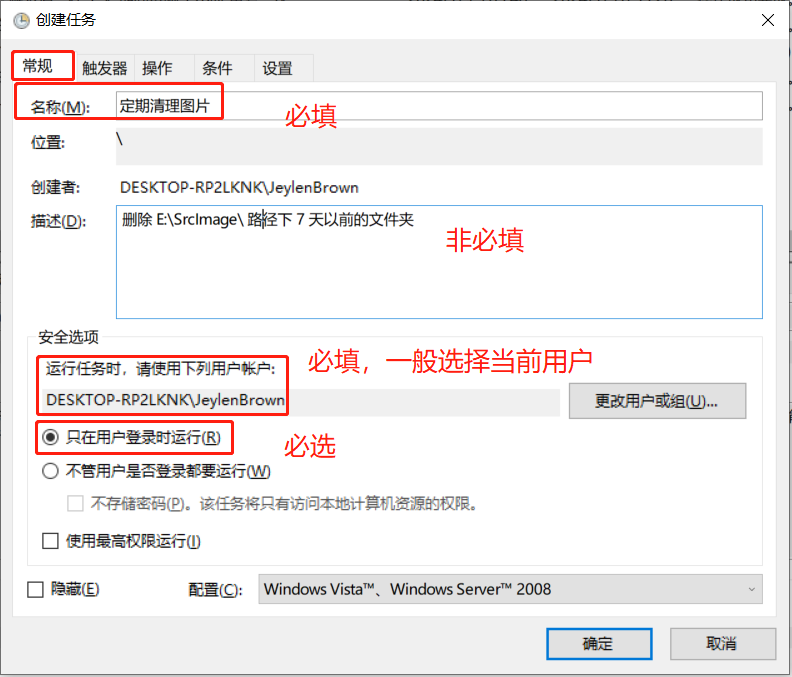 创建任务
常规 触发器 操作 条件 设置
名称(M): 定期清理图片 必填
位置: \
创建者: DESKTOP-RP2LKNK\JeylenBrown
描述(D): 删除 E:\SrcImage\ 路径下 7 天以前的文件夹
非必填
安全选项
运行任务时，请使用下列用户帐户: 必填，一般选择当前用户
DESKTOP-RP2LKNK\JeylenBrown 更改用户或组(U)...
只在用户登录时运行(R) 必选
不管用户是否登录都要运行(W)
不存储密码(P)。该任务将只有访问本地计算机资源的权限。
使用最高权限运行(I)
隐藏(E) 配置(C): Windows Vista™、Windows Server™ 2008
确定 取消